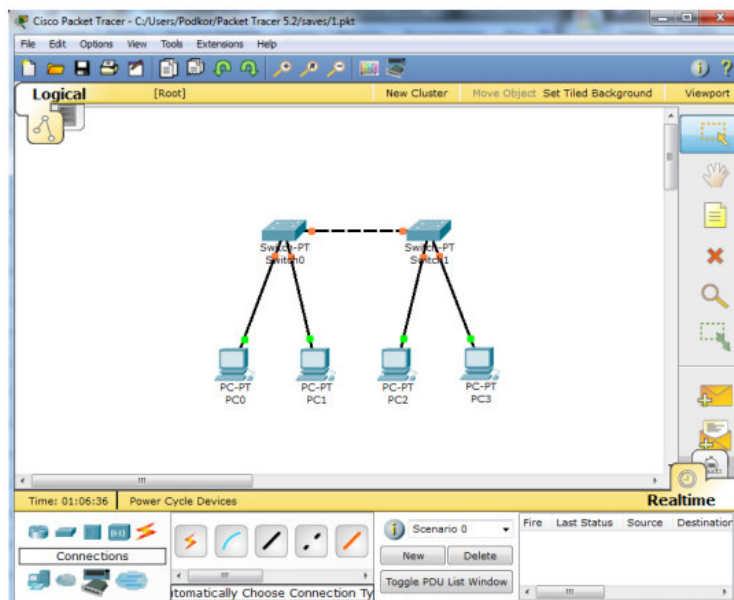 Cisco Packet Tracer - C:/Users/Podkor/Packet Tracer 5.2/saves/1.pkt
File Edit Options View Tools Extensions Help
Logical [Root] New Cluster Move Object Set Tiled Background Viewport
Switch-PT Switch-PT
Switch0 Switch1
PC-PT PC-PT PC-PT PC-PT
PC0 PC1 PC2 PC3
Time: 01:06:36 Power Cycle Devices Realtime
Scenario 0 Fire Last Status Source Destination
Connections New Delete
Toggle PDU List Window
tomatically Choose Connection Ty